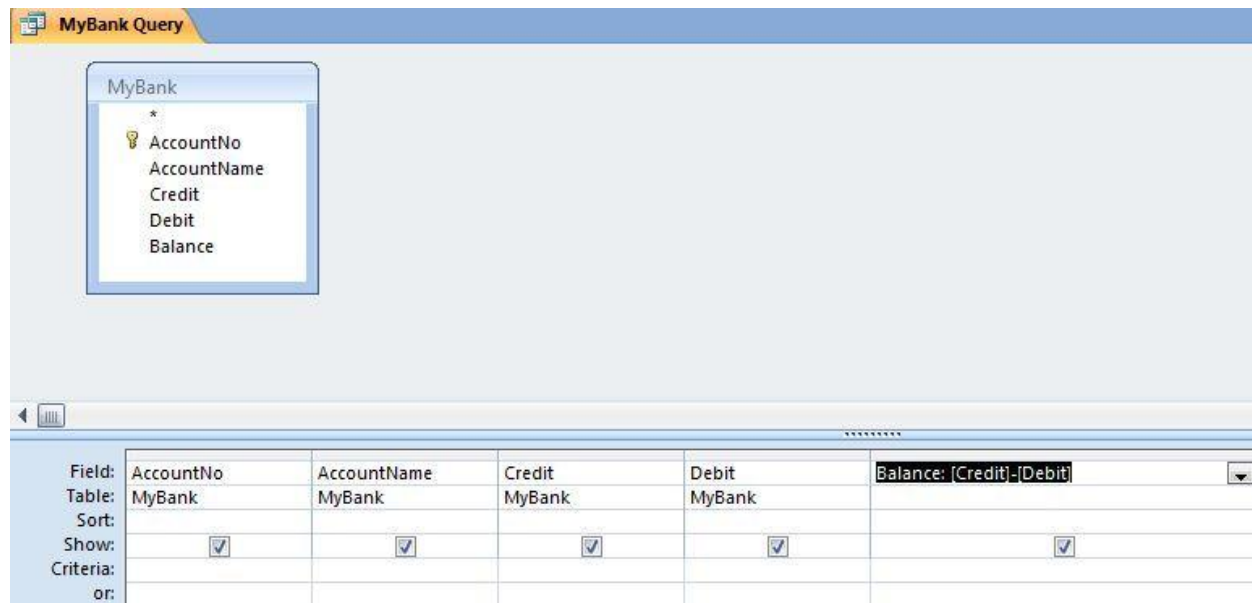 MyBank Query
MyBank
*
AccountNo
AccountName
Credit
Debit
Balance
Field: AccountNo AccountName Credit Debit Balance: [Credit]-[Debit]
Table: MyBank MyBank MyBank MyBank
Sort:
Show:
Criteria:
or: